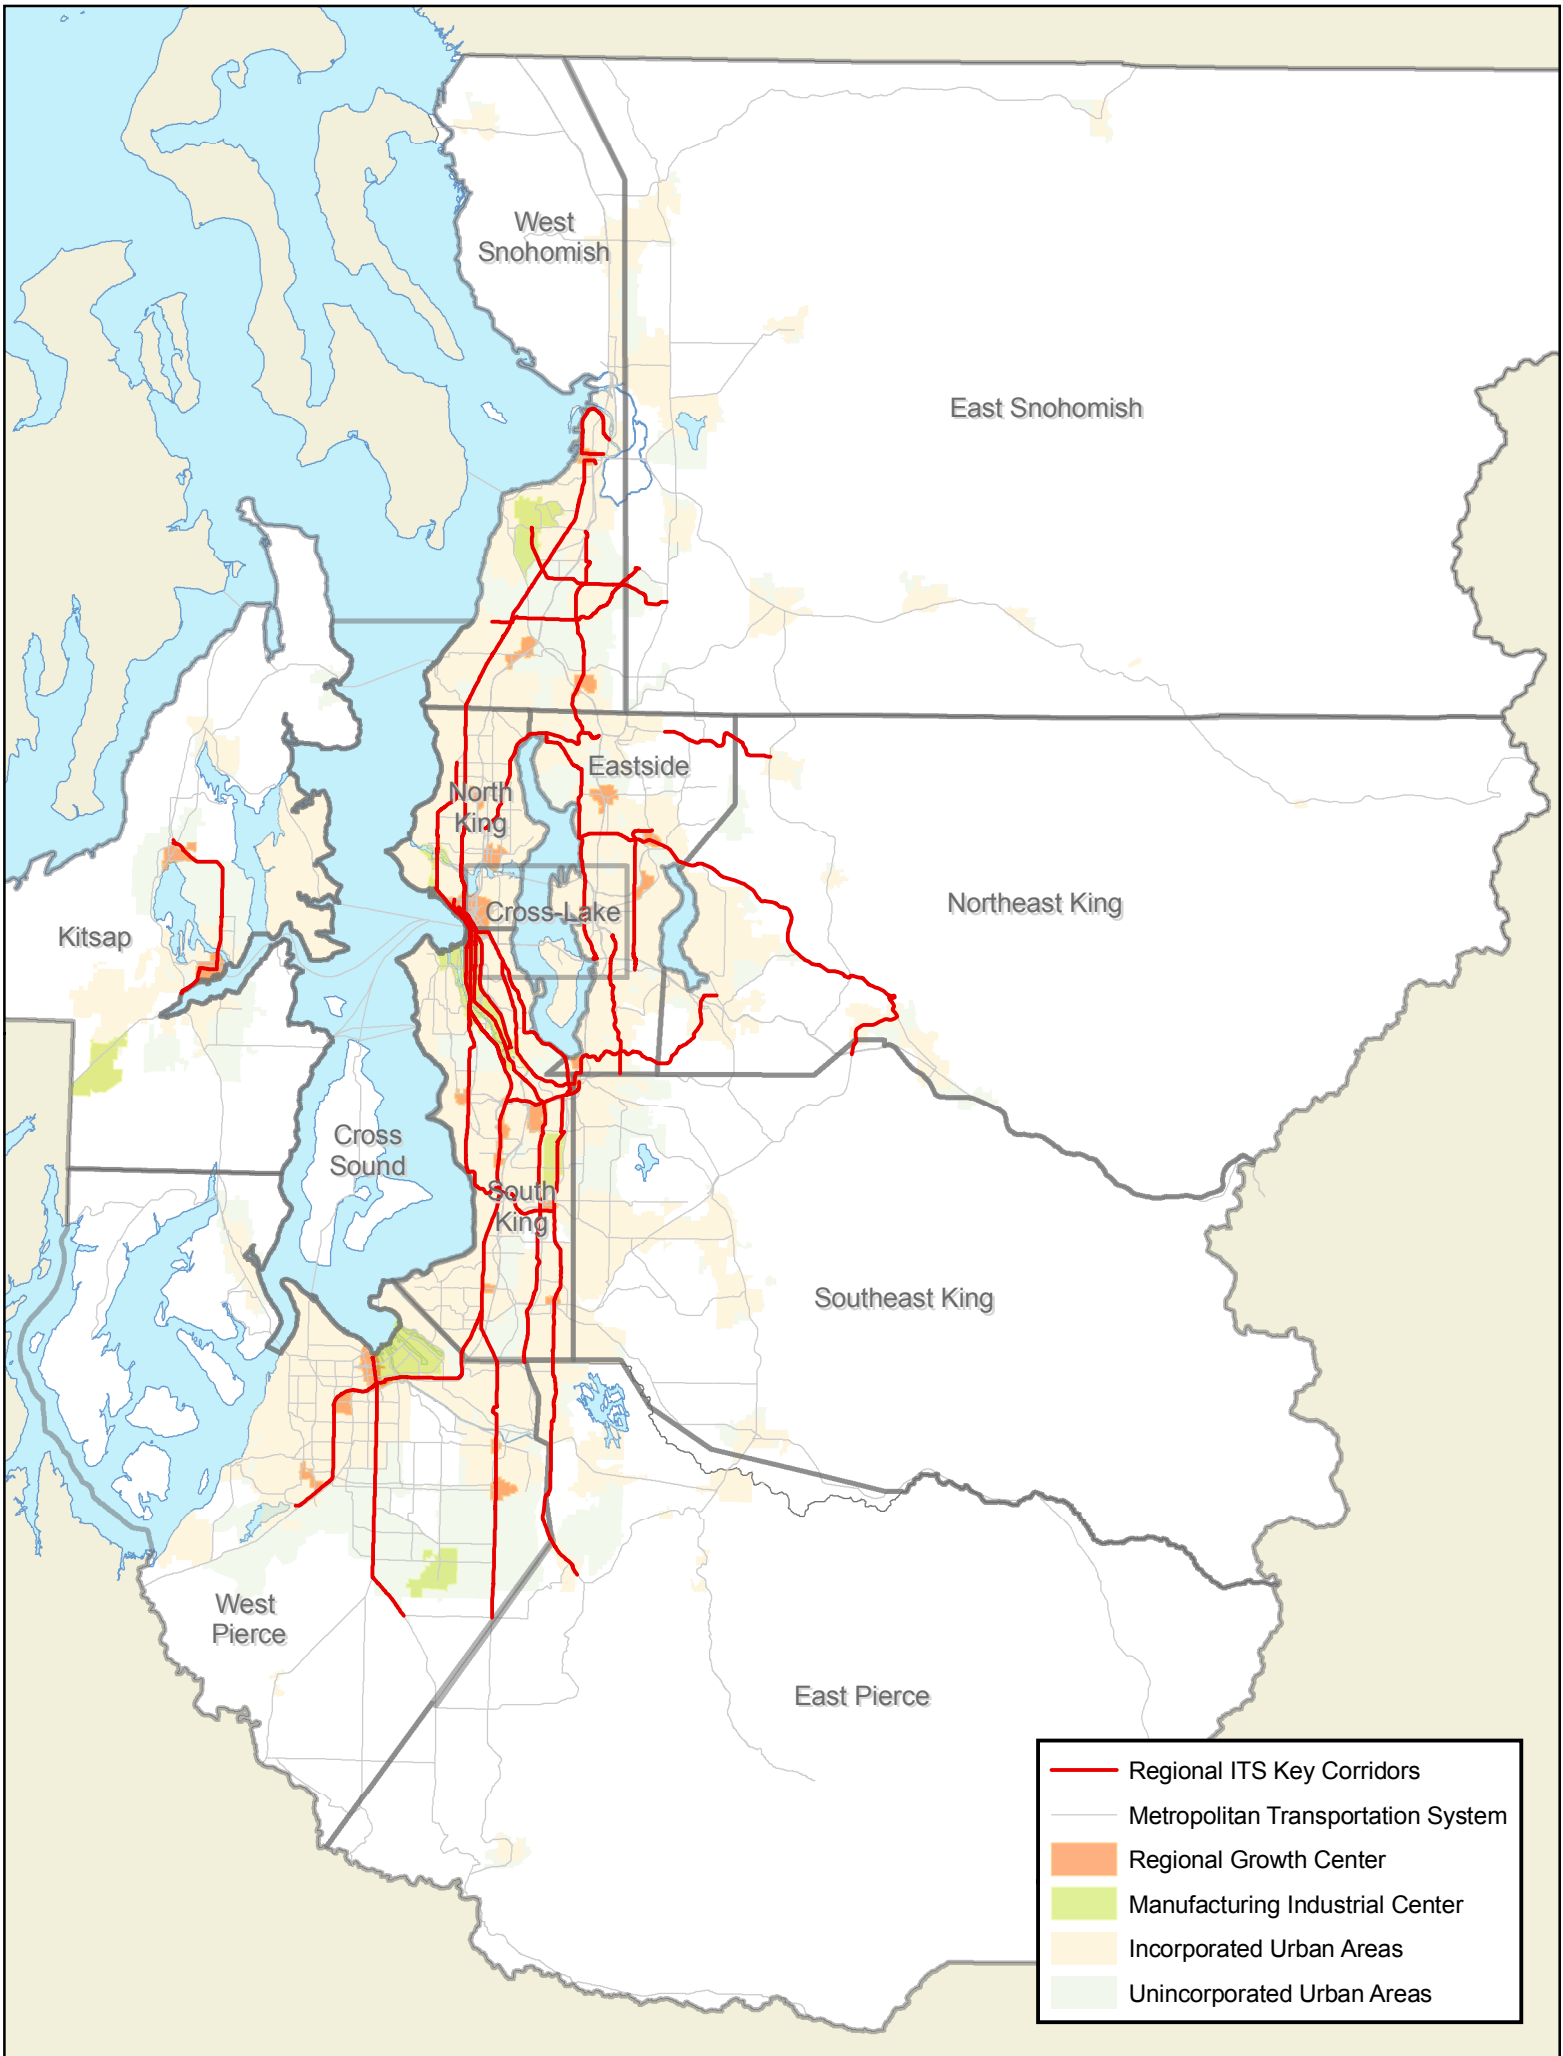 West
Snohomish
East Snohomish
Eastside
North
King
Cross-Lake
Northeast King
Kitsap
Cross
Sound
South
King
Southeast King
West
Pierce
East Pierce
Regional ITS Key Corridors
Metropolitan Transportation System
Regional Growth Center
Manufacturing Industrial Center
Incorporated Urban Areas
Unincorporated Urban Areas